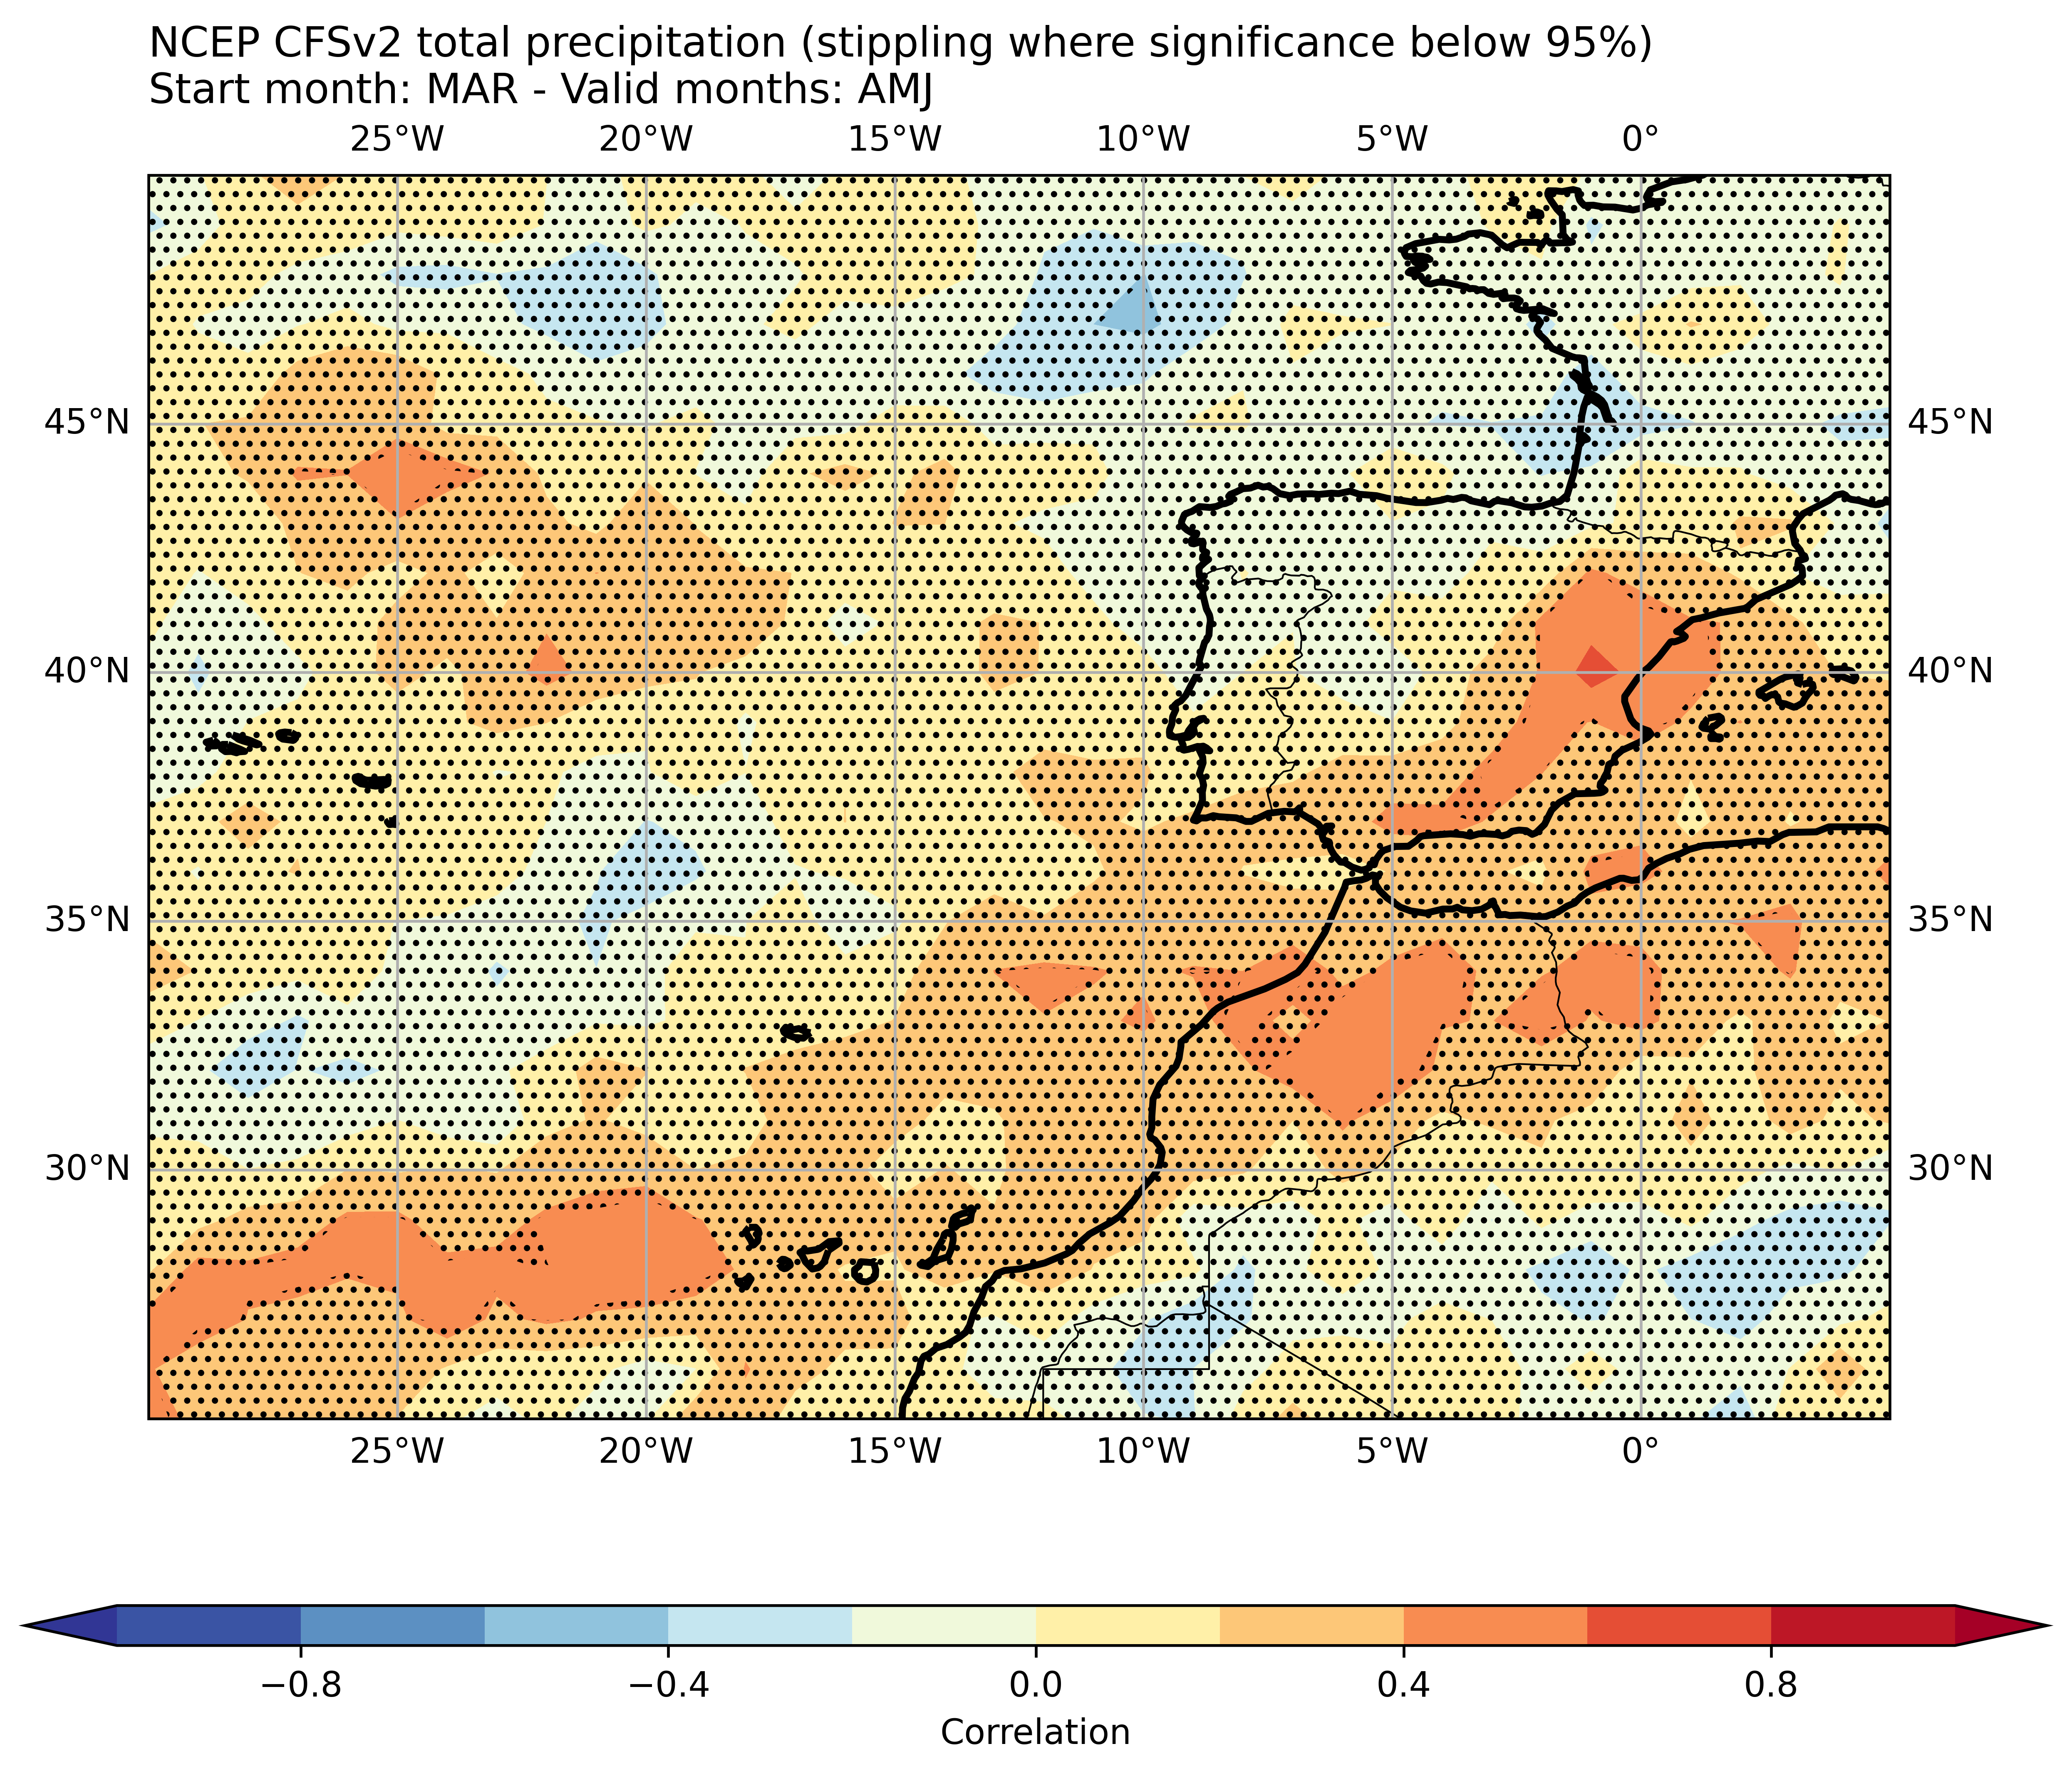 NCEP CFSv2 total precipitation (stippling where significance below 95%)
Start month: MAR - Valid months: AMJ
25°W 20°W 15°W 10°W 5°W 0°
45°N 45°N
40°N 40°N
35°N 35°N
30°N 30°N
25°W 20°W 15°W 10°W 5°W 0°
−0.8 −0.4 0.0 0.4 0.8
Correlation